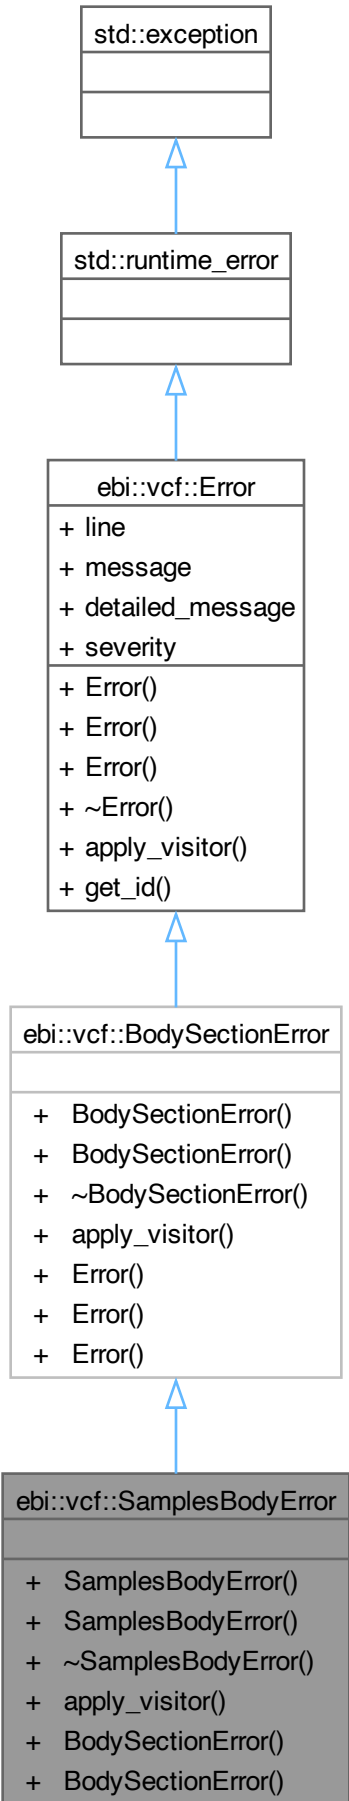 std::exception
std::runtime_error
ebi::vcf::Error
+ line
+ message
+ detailed_message
+ severity
+ Error()
+ Error()
+ Error()
+ ~Error()
+ apply_visitor()
+ get_id()
ebi::vcf::BodySectionError
+ BodySectionError()
+ BodySectionError()
+ ~BodySectionError()
+ apply_visitor()
+ Error()
+ Error()
+ Error()
ebi::vcf::SamplesBodyError
+ SamplesBodyError()
+ SamplesBodyError()
+ ~SamplesBodyError()
+ apply_visitor()
+ BodySectionError()
+ BodySectionError()